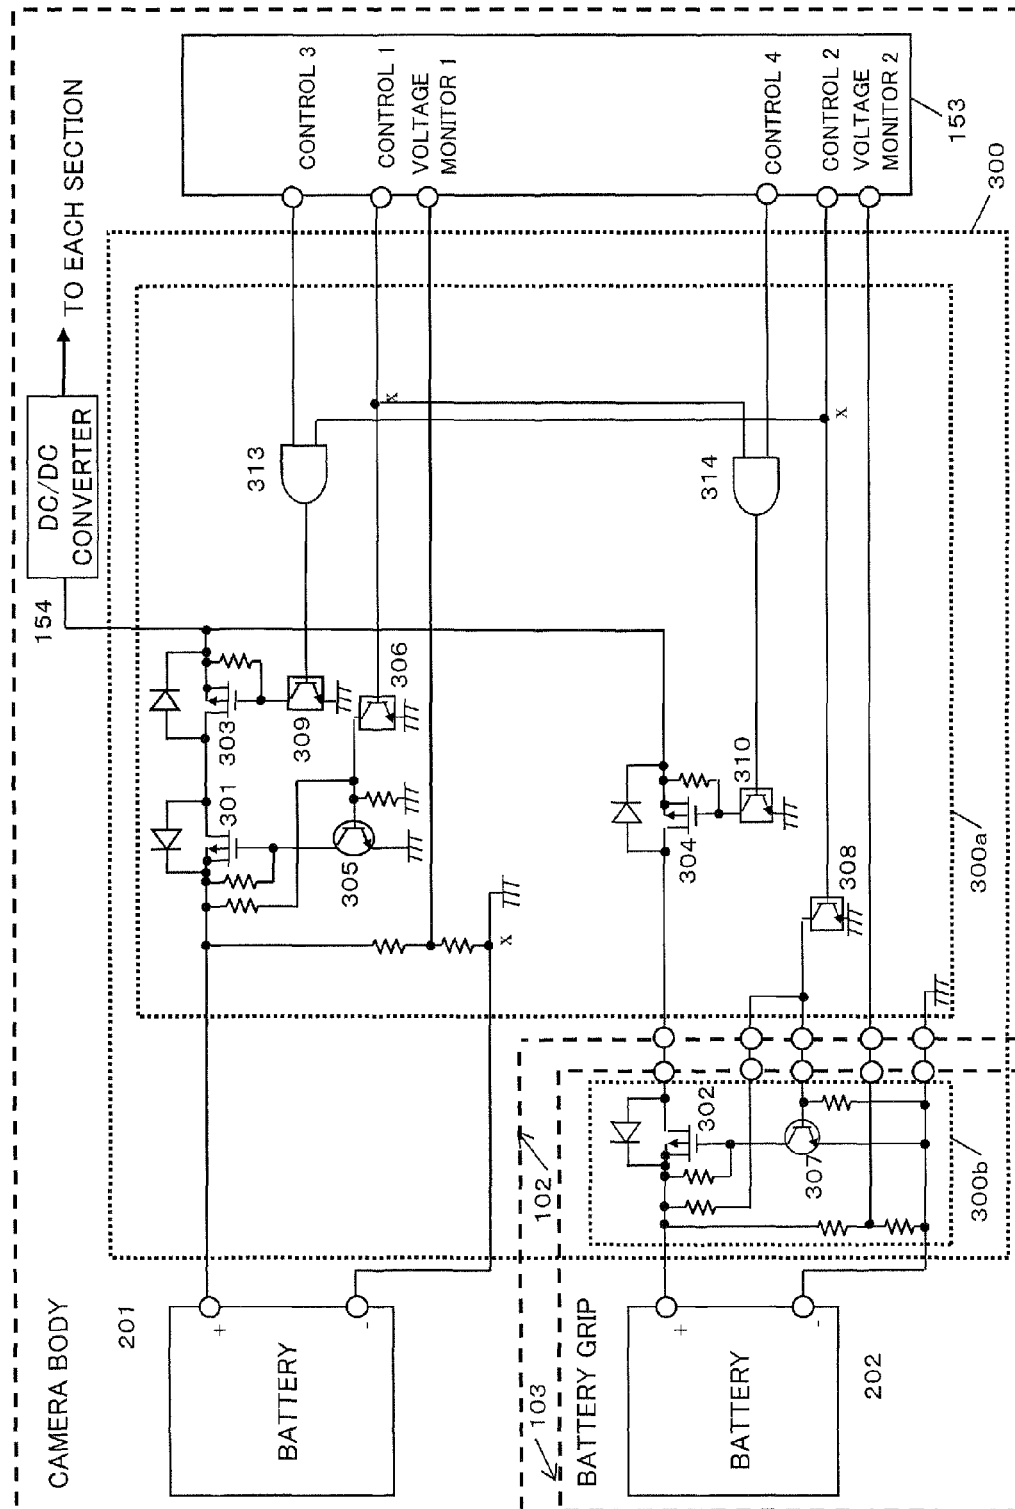 CAMERA BODY
201
BATTERY
+
-
154
DC/DC
CONVERTER
TO EACH SECTION
301
303
305
309
306
313
x
x
CONTROL 3
CONTROL 1
VOLTAGE
MONITOR 1
CONTROL 4
CONTROL 2
VOLTAGE
MONITOR 2
153
300
314
x
304
310
308
300a
102
103
BATTERY GRIP
BATTERY
+
-
202
302
307
300b